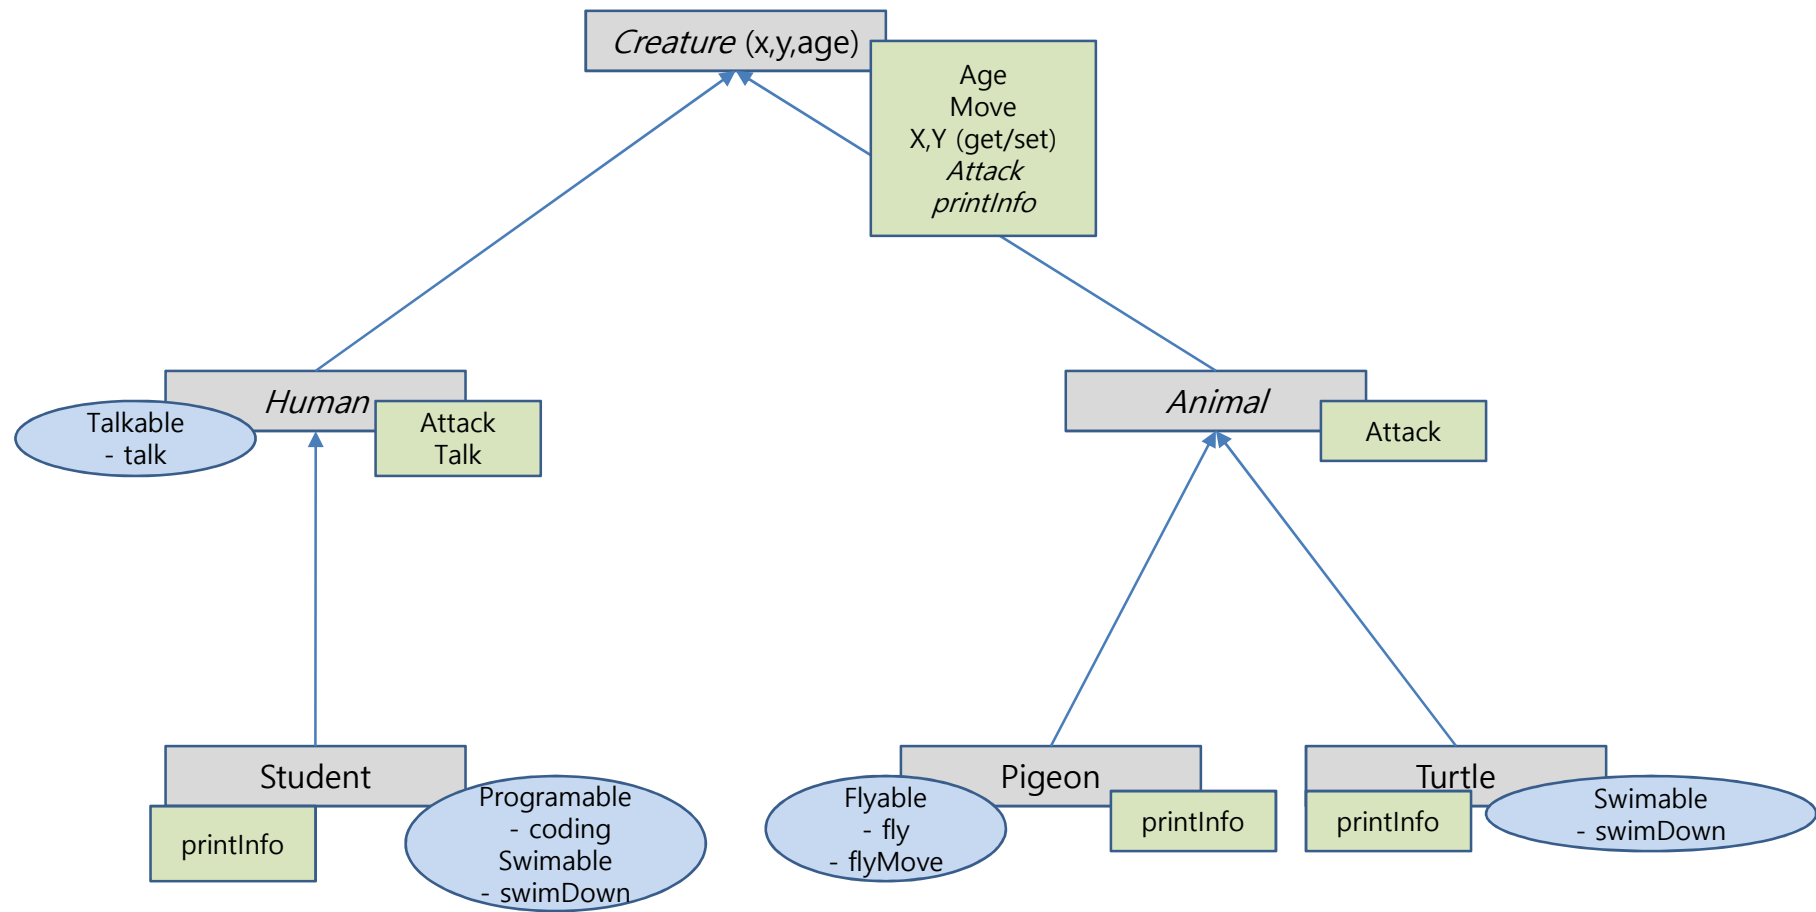 Creature (x,y,age)
Age
Move
X,Y (get/set)
Attack
printInfo
Human
Talkable
- talk
Attack
Talk
Animal
Attack
Student
printInfo
Programable
- coding
Swimable
- swimDown
Pigeon
Flyable
- fly
- flyMove
printInfo
Turtle
printInfo
Swimable
- swimDown